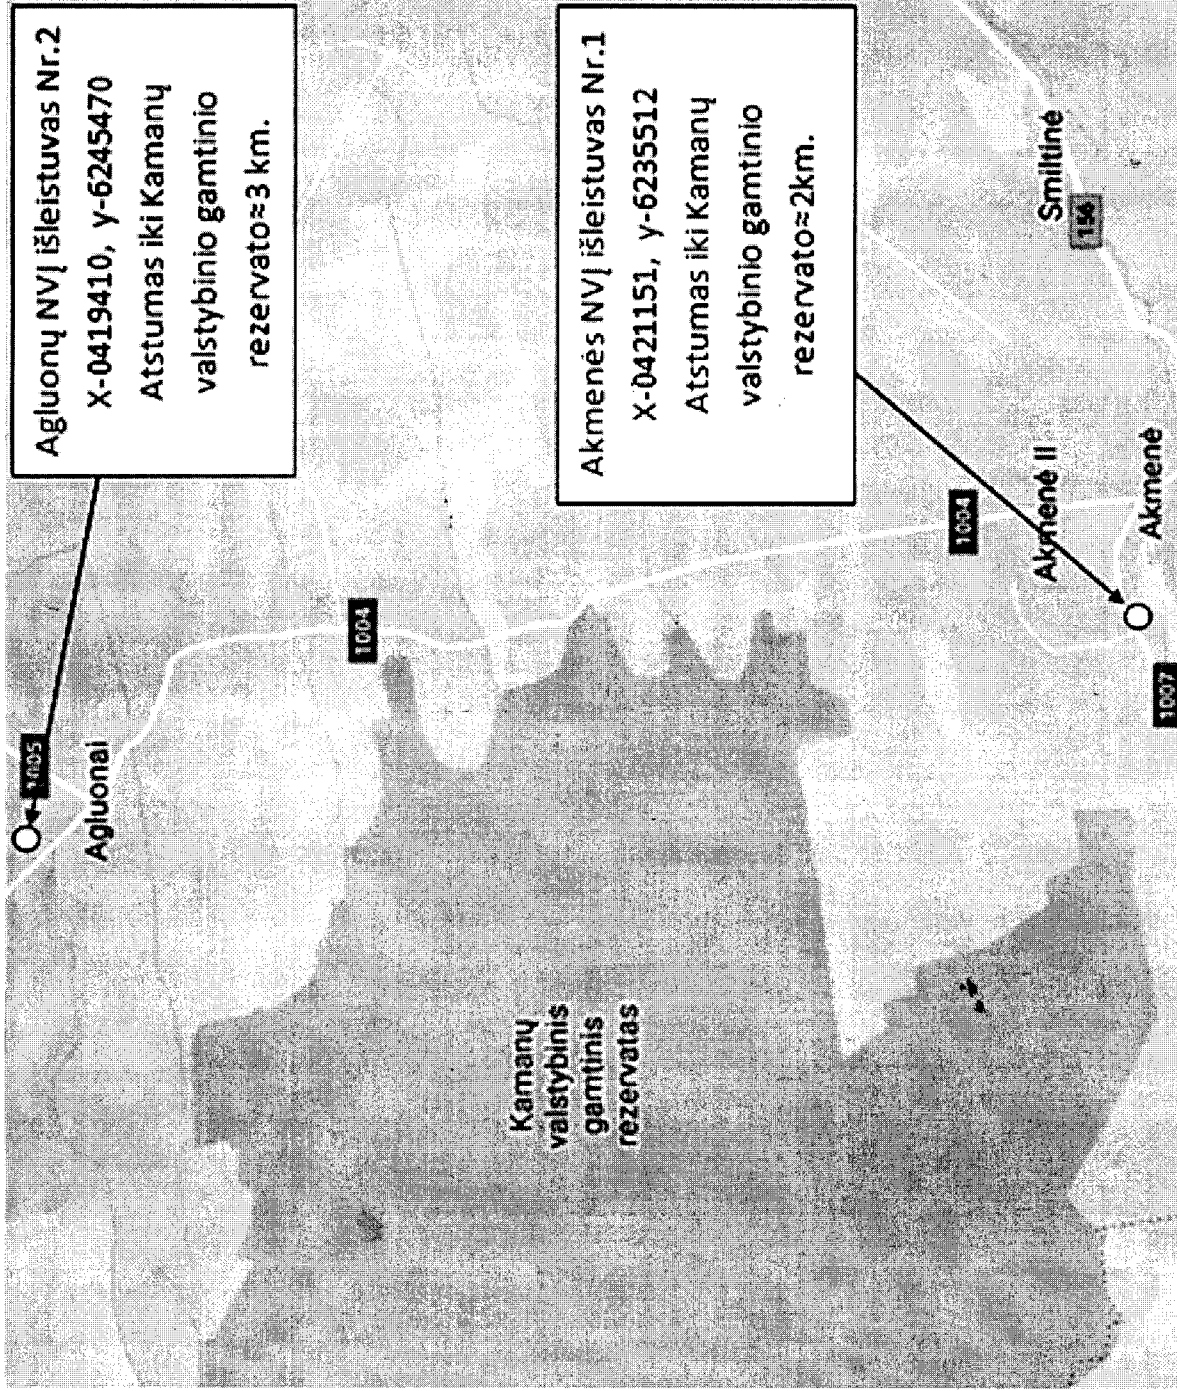 Agluonų NVĮ išleistuvas Nr.2
X-0419410, y-6245470
Atstumas iki Kamanų
valstybinio gamtinio
rezervato≈3 km.
1005
Agluonai
1004
Akmenės NVĮ išleistuvas Nr.1
X-0421151, y-6235512
Atstumas iki Kamanų
valstybinio gamtinio
rezervato≈2km.
Kamanų
valstybinis
gamtinis
rezervatas
1004
Akmenė II
Smiltinė
156
Akmenė
1007